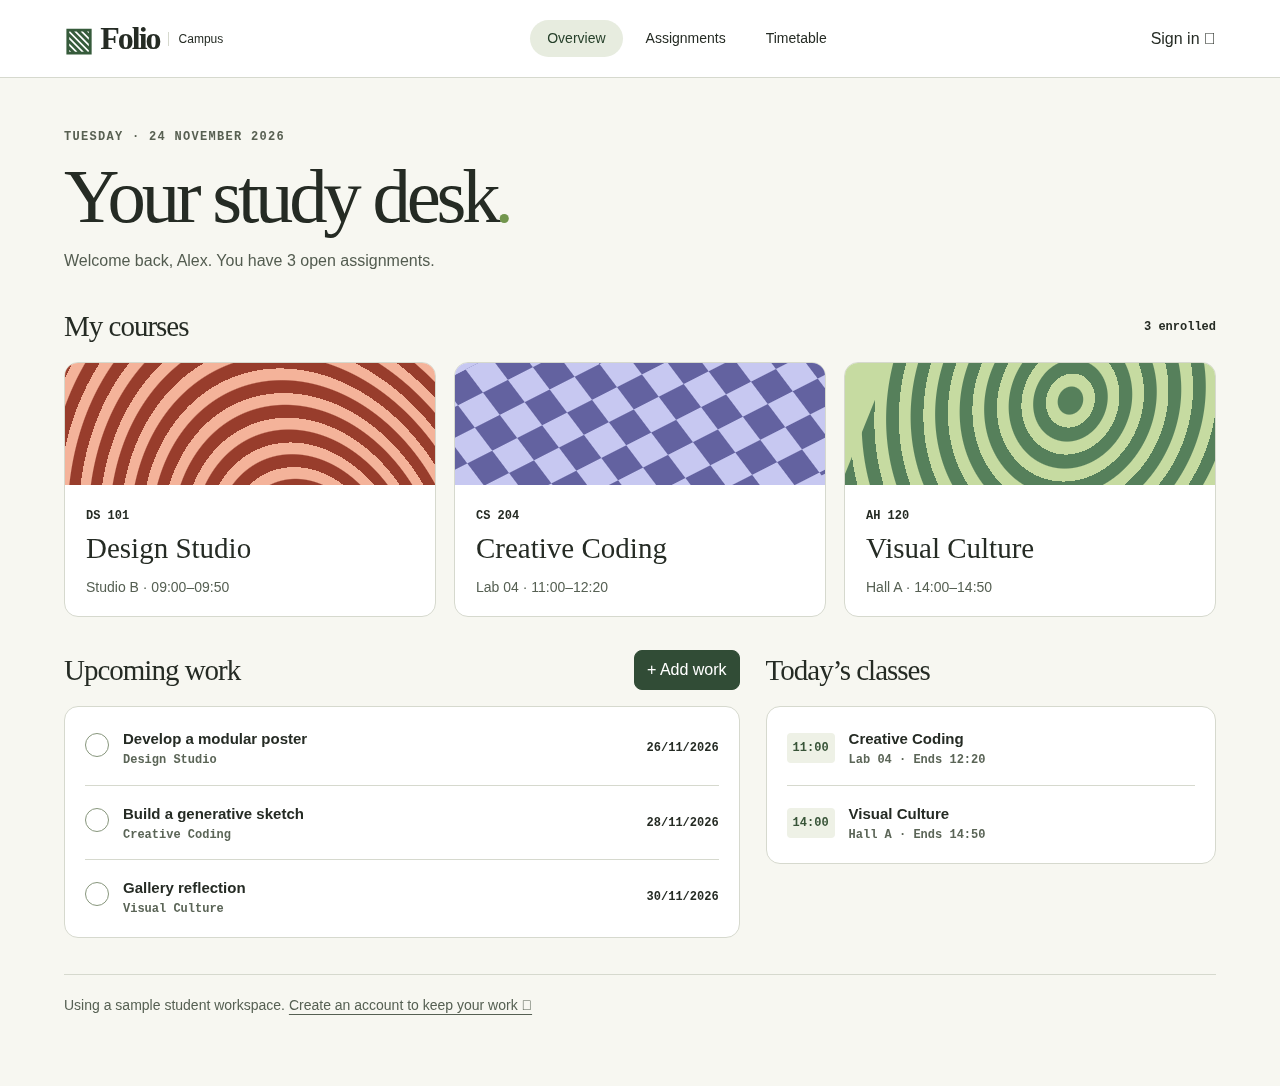 Folio
Campus
Overview
Assignments
Timetable
Sign in
TUESDAY · 24 NOVEMBER 2026
Your study desk.
Welcome back, Alex. You have 3 open assignments.
My courses
3 enrolled
DS 101
Design Studio
Studio B · 09:00–09:50
CS 204
Creative Coding
Lab 04 · 11:00–12:20
AH 120
Visual Culture
Hall A · 14:00–14:50
Upcoming work
+ Add work
Develop a modular poster
Design Studio
26/11/2026
Build a generative sketch
Creative Coding
28/11/2026
Gallery reflection
Visual Culture
30/11/2026
Today’s classes
11:00
Creative Coding
Lab 04 · Ends 12:20
14:00
Visual Culture
Hall A · Ends 14:50
Using a sample student workspace. Create an account to keep your work